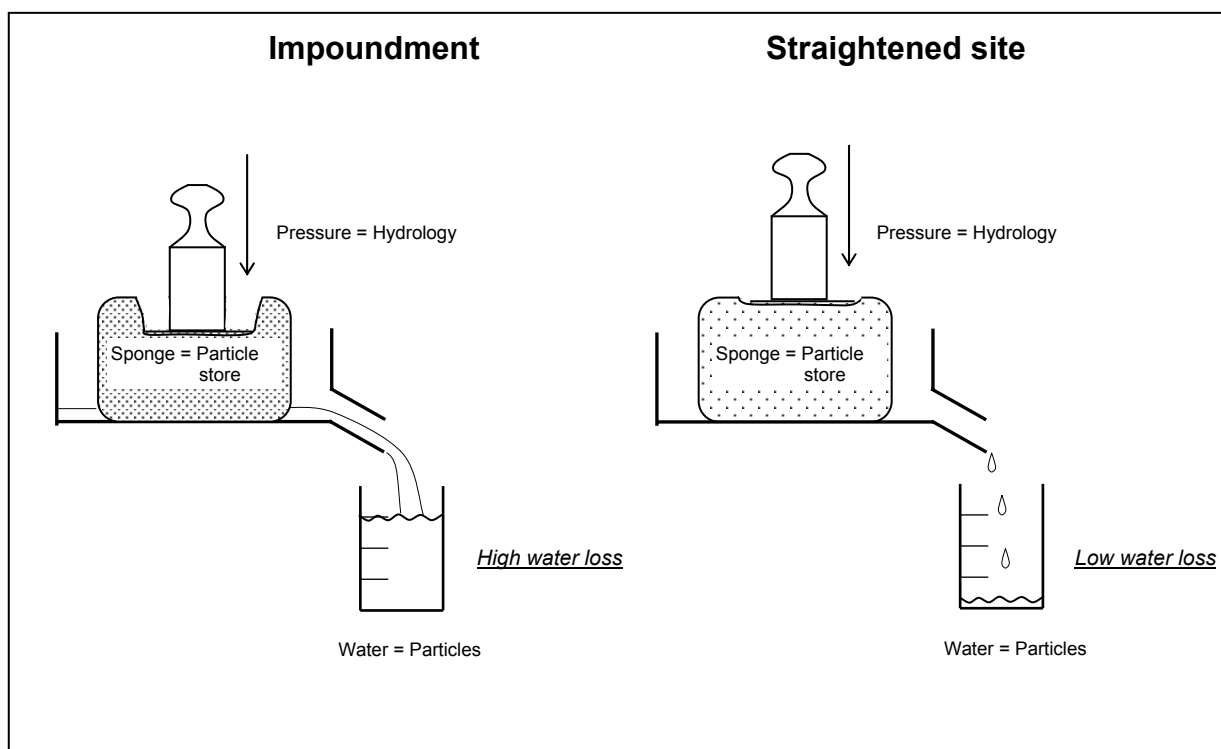 Impoundment
Straightened site
Pressure = Hydrology
Pressure = Hydrology
Sponge = Particle
store
Sponge = Particle
store
High water loss
Low water loss
Water = Particles
Water = Particles